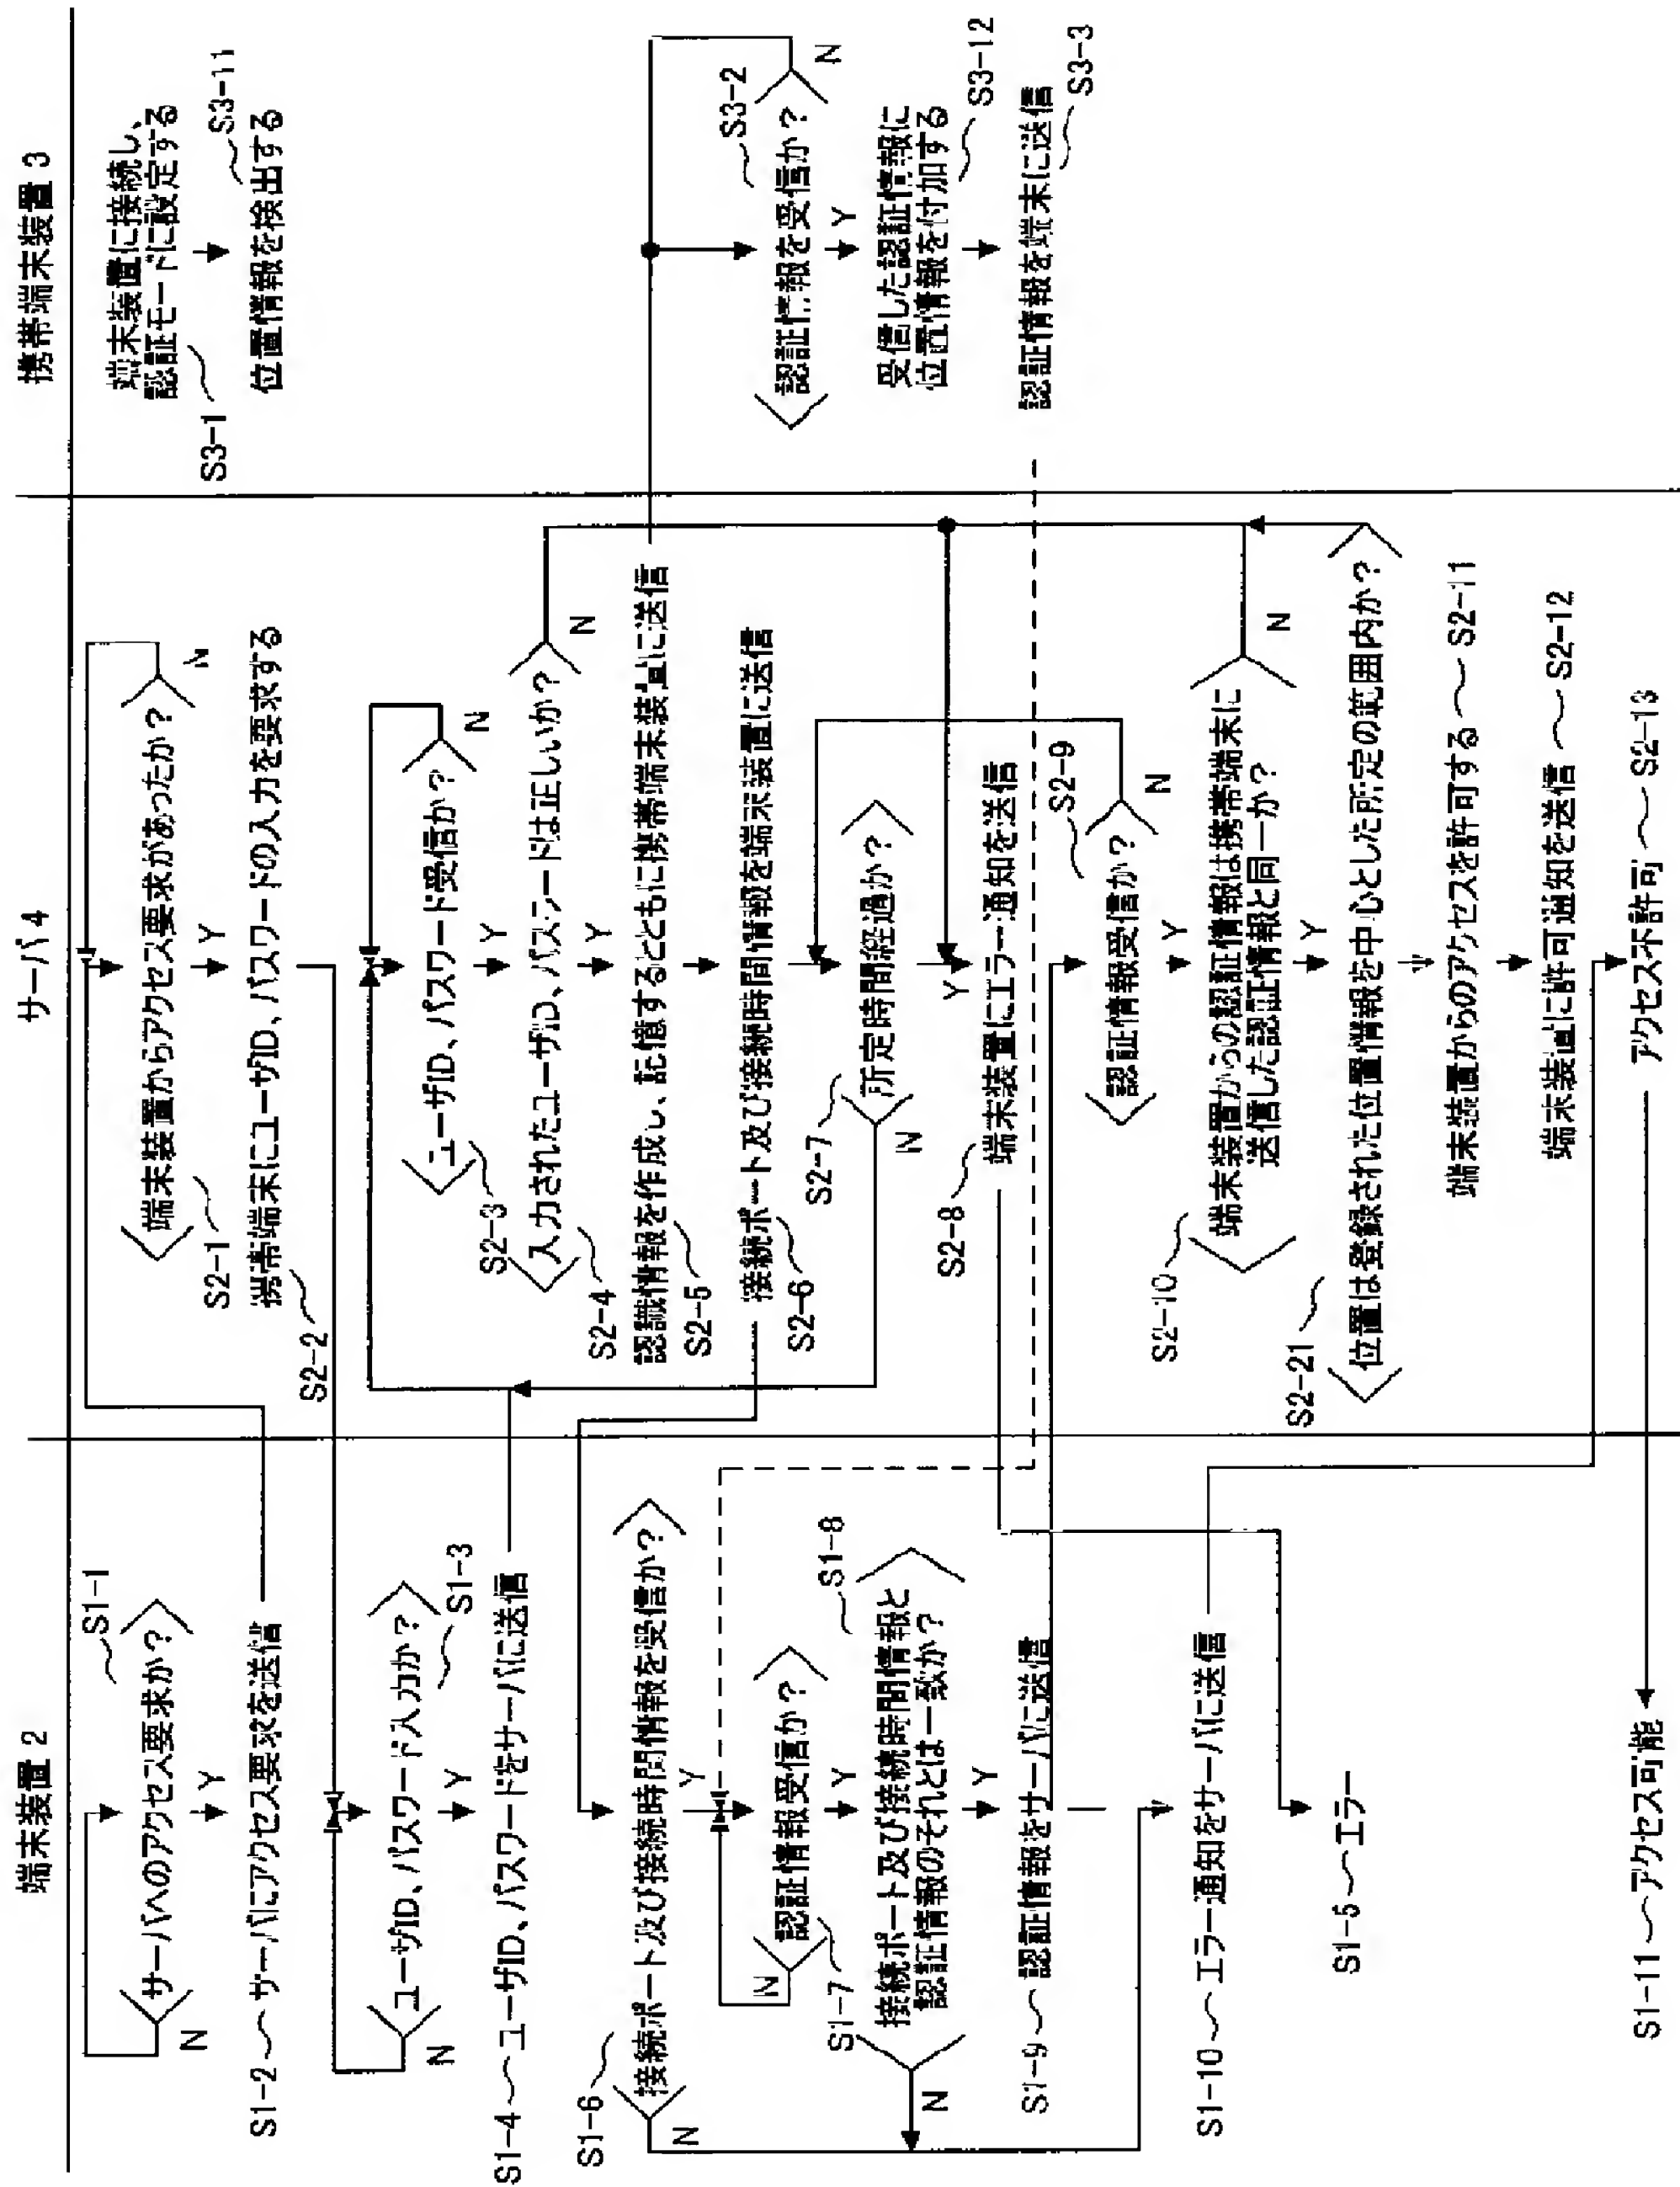 端末装置 2
サーバへのアクセス要求か?
S1-1
N
Y
S1-2
サーバにアクセス要求を送信
ユーザID、パスワード入力か?
N
Y
S1-3
S1-4
ユーザID、パスワードをサーバに送信
S1-6
接続ポート及び接続時間情報を受信か?
N
Y
認証情報受信か?
N
S1-7
Y
接続ポート及び接続時間情報と
認証情報のそれとは一致か?
S1-8
N
Y
S1-9
認証情報をサーバに送信
S1-10
エラー通知をサーバに送信
S1-5
エラー
S1-11
アクセス可能
サーバ 4
端末装置からアクセス要求があったか?
N
S2-1
Y
携帯端末にユーザID、パスワードの入力を要求する
S2-2
ユーザID、パスワード受信か?
N
S2-3
Y
入力されたユーザID、パスワードは正しいか?
N
S2-4
Y
認識情報を作成し、記憶するとともに携帯端末装置に送信
S2-5
接続ポート及び接続時間情報を端末装置に送信
S2-6
S2-7
所定時間経過か?
N
Y
S2-8
端末装置にエラー通知を送信
S2-9
認証情報受信か?
N
Y
S2-10
端末装置からの認証情報は携帯端末に
送信した認証情報と同一か?
N
Y
S2-21
位置は登録された位置情報を中心とした所定の範囲内か?
端末装置からのアクセスを許可する
S2-11
端末装置に許可通知を送信
S2-12
アクセス不許可
S2-13
携帯端末装置 3
端末装置に接続し、
認証モードに設定する
S3-1
S3-11
位置情報を検出する
S3-2
認証情報を受信か?
N
Y
受信した認証情報に
位置情報を付加する
S3-12
認証情報を端末に送信
S3-3